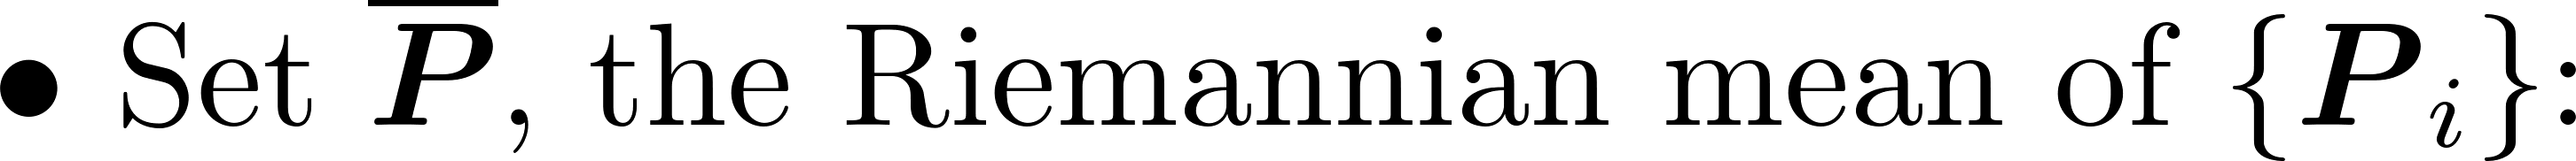 • Set $\overline{\boldsymbol{P}}$, the Riemannian mean of $\{\boldsymbol{P}_i\}$: